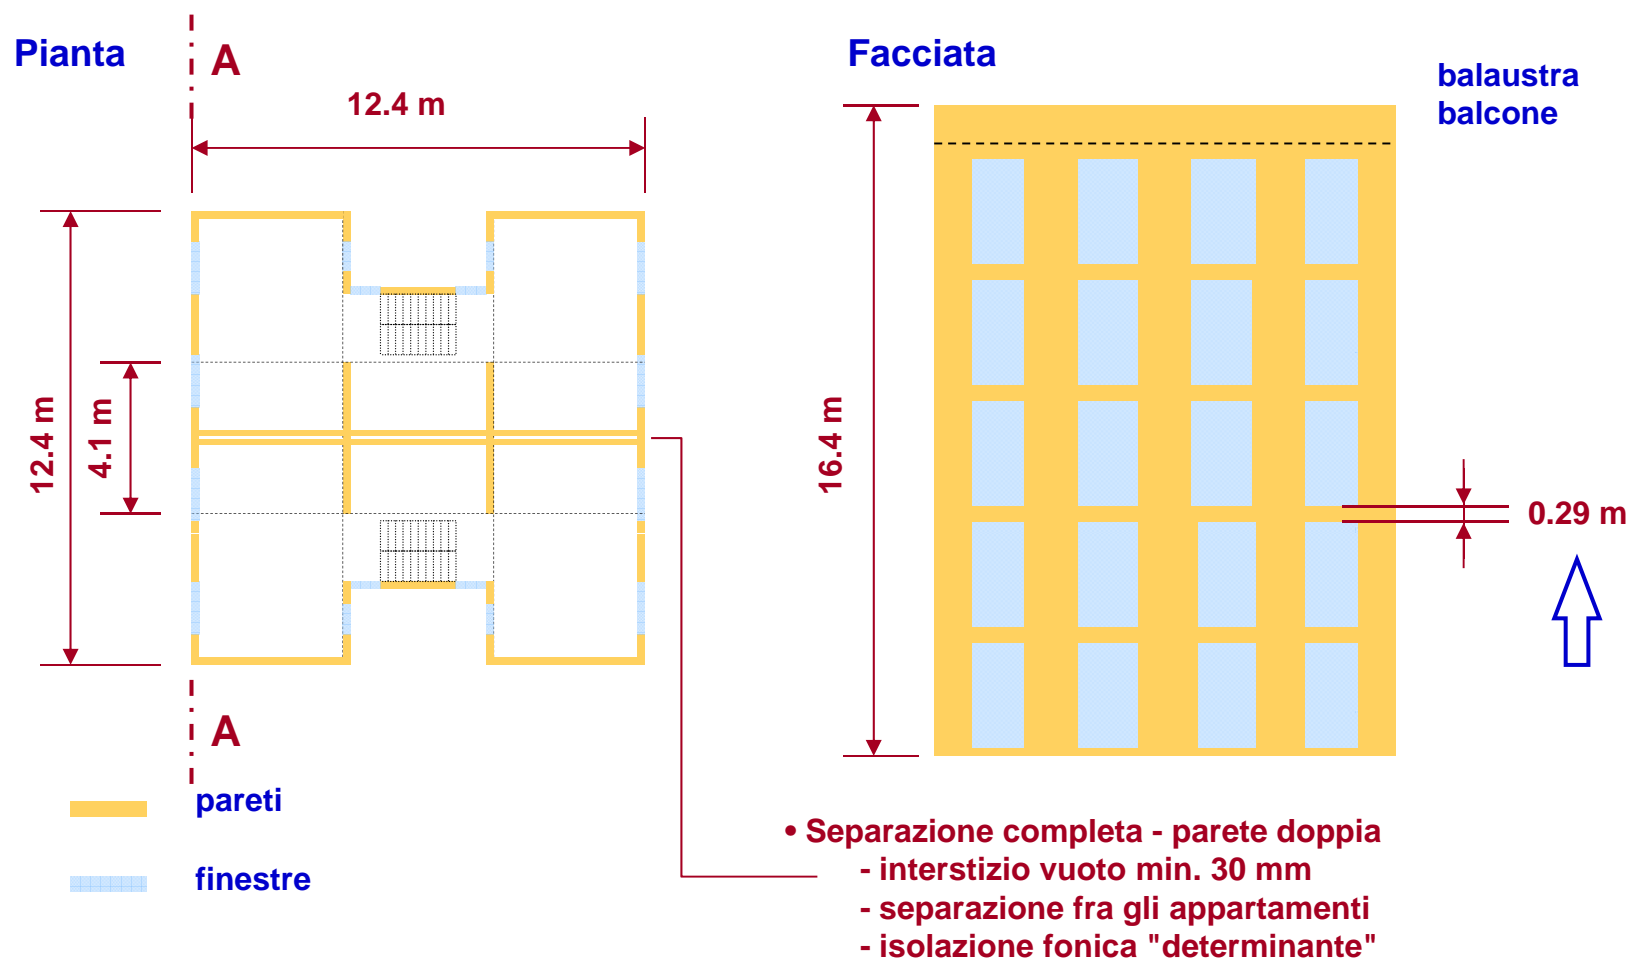 Pianta
A
12.4 m
12.4 m
4.1 m
A
pareti
finestre
Facciata
balaustra
balcone
16.4 m
0.29 m
• Separazione completa - parete doppia
- interstizio vuoto min. 30 mm
- separazione fra gli appartamenti
- isolazione fonica "determinante"